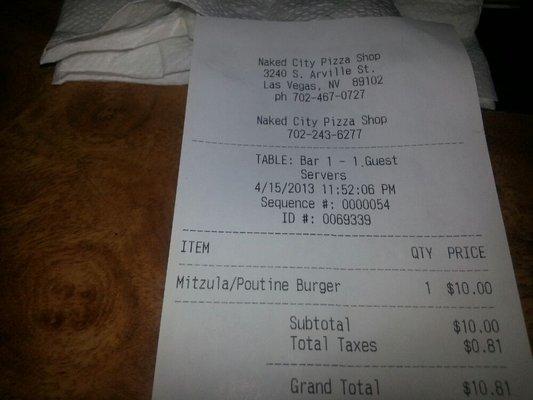 Naked City Pizza Shop
3240 S. Arville St.
Las Vegas, NV 89102
ph 702-467-0727
Naked City Pizza Shop
702-243-6277
TABLE: Bar 1 - 1 Guest
Servers
4/15/2013 11:52:06 PM
Sequence #: 0000054
ID #: 0069339
ITEM QTY PRICE
Mitzula/Poutine Burger 1 $10.00
Subtotal $10.00
Total Taxes $0.81
Grand Total $10.81